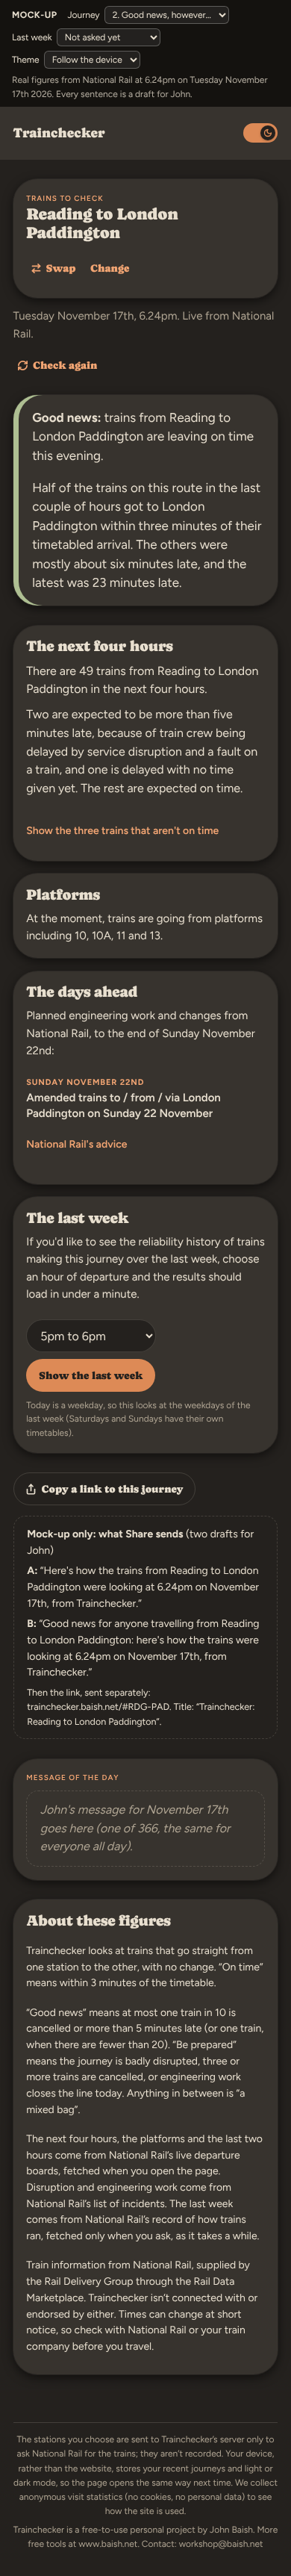 MOCK-UP Journey 2. Good news, however...
Last week Not asked yet
Theme Follow the device
Real figures from National Rail at 6.24pm on Tuesday November
17th 2026. Every sentence is a draft for John.
Trainchecker
TRAINS TO CHECK
Reading to London
Paddington
Swap Change
Tuesday November 17th, 6.24pm. Live from National
Rail.
Check again
Good news: trains from Reading to
London Paddington are leaving on time
this evening.
Half of the trains on this route in the last
couple of hours got to London
Paddington within three minutes of their
timetabled arrival. The others were
mostly about six minutes late, and the
latest was 23 minutes late.
The next four hours
There are 49 trains from Reading to London
Paddington in the next four hours.
Two are expected to be more than five
minutes late, because of train crew being
delayed by service disruption and a fault on
a train, and one is delayed with no time
given yet. The rest are expected on time.
Show the three trains that aren't on time
Platforms
At the moment, trains are going from platforms
including 10, 10A, 11 and 13.
The days ahead
Planned engineering work and changes from
National Rail, to the end of Sunday November
22nd:
SUNDAY NOVEMBER 22ND
Amended trains to / from / via London
Paddington on Sunday 22 November
National Rail's advice
The last week
If you'd like to see the reliability history of trains
making this journey over the last week, choose
an hour of departure and the results should
load in under a minute.
5pm to 6pm
Show the last week
Today is a weekday, so this looks at the weekdays of the
last week (Saturdays and Sundays have their own
timetables).
Copy a link to this journey
Mock-up only: what Share sends (two drafts for
John)
A: “Here's how the trains from Reading to London
Paddington were looking at 6.24pm on November
17th, from Trainchecker.”
B: “Good news for anyone travelling from Reading
to London Paddington: here's how the trains were
looking at 6.24pm on November 17th, from
Trainchecker.”
Then the link, sent separately:
trainchecker.baish.net/#RDG-PAD. Title: “Trainchecker:
Reading to London Paddington”.
MESSAGE OF THE DAY
John's message for November 17th
goes here (one of 366, the same for
everyone all day).
About these figures
Trainchecker looks at trains that go straight from
one station to the other, with no change. “On time”
means within 3 minutes of the timetable.
“Good news” means at most one train in 10 is
cancelled or more than 5 minutes late (or one train,
when there are fewer than 20). “Be prepared”
means the journey is badly disrupted, three or
more trains are cancelled, or engineering work
closes the line today. Anything in between is “a
mixed bag”.
The next four hours, the platforms and the last two
hours come from National Rail's live departure
boards, fetched when you open the page.
Disruption and engineering work come from
National Rail's list of incidents. The last week
comes from National Rail's record of how trains
ran, fetched only when you ask, as it takes a while.
Train information from National Rail, supplied by
the Rail Delivery Group through the Rail Data
Marketplace. Trainchecker isn't connected with or
endorsed by either. Times can change at short
notice, so check with National Rail or your train
company before you travel.
The stations you choose are sent to Trainchecker's server only to
ask National Rail for the trains; they aren't recorded. Your device,
rather than the website, stores your recent journeys and light or
dark mode, so the page opens the same way next time. We collect
anonymous visit statistics (no cookies, no personal data) to see
how the site is used.
Trainchecker is a free-to-use personal project by John Baish. More
free tools at www.baish.net. Contact: workshop@baish.net